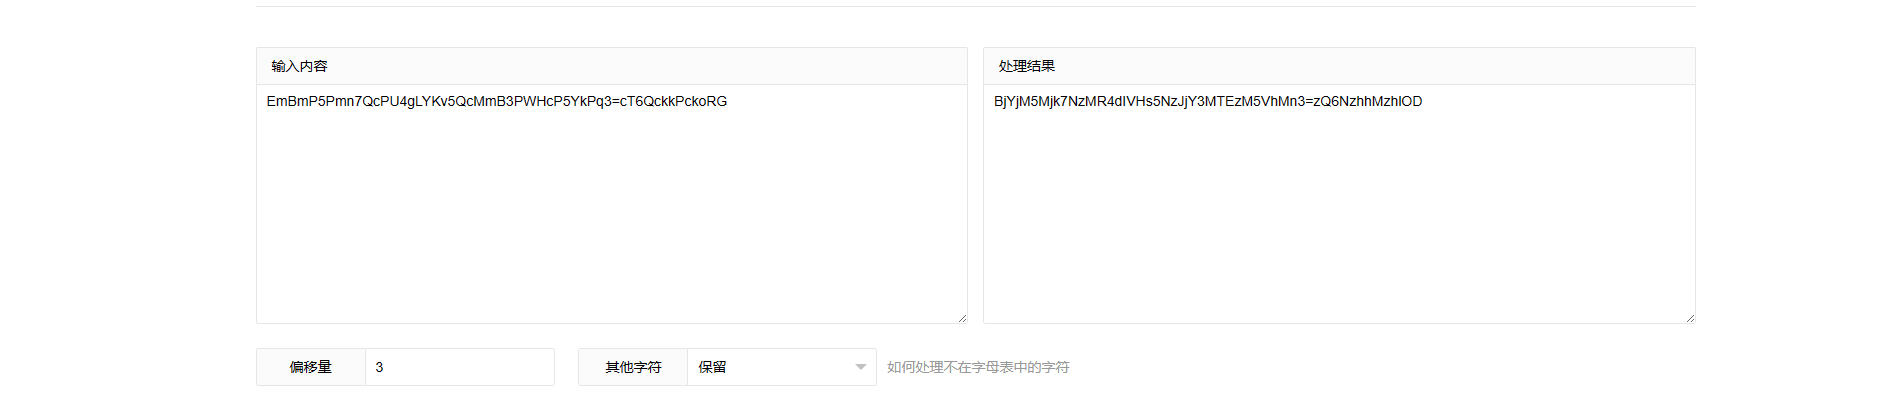 输入内容
处理结果
EmBmP5Pmn7QcPU4gLYKv5QcMmB3PWHcP5YkPq3=cT6QckkPckoRG
BjYjM5Mjk7NzMR4dIVHs5NzJjY3MTEzM5VhMn3=zQ6NzhhMzhlOD
偏移量
3
其他字符
保留
如何处理不在字母表中的字符